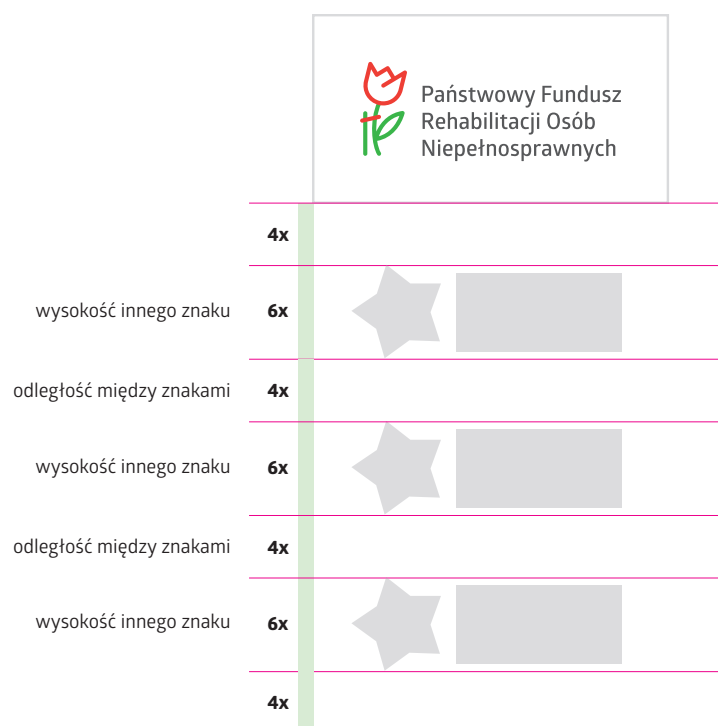 Państwowy Fundusz
Rehabilitacji Osób
Niepełnosprawnych
4x
wysokość innego znaku 6x
odległość między znakami 4x
wysokość innego znaku 6x
odległość między znakami 4x
wysokość innego znaku 6x
4x